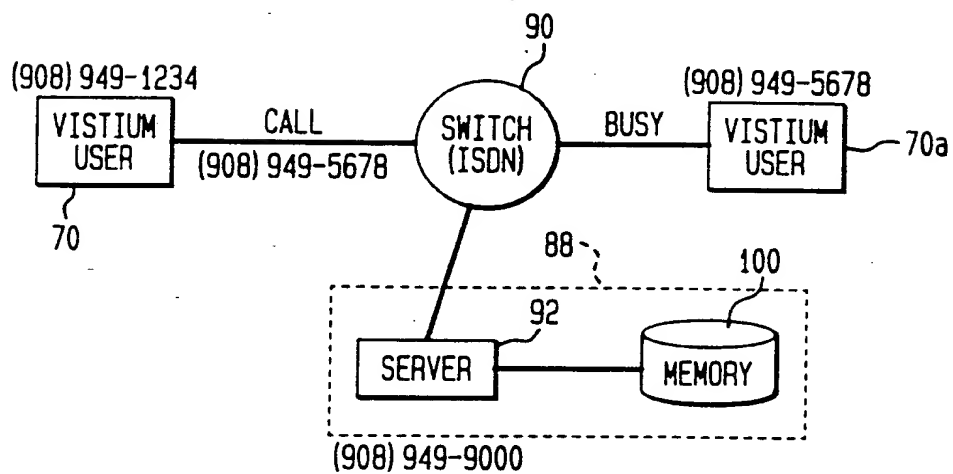 90
(908) 949-1234
(908) 949-5678
VISTIUM
USER
CALL
(908) 949-5678
SWITCH
(ISDN)
BUSY
VISTIUM
USER
70a
70
88
100
92
SERVER
MEMORY
(908) 949-9000